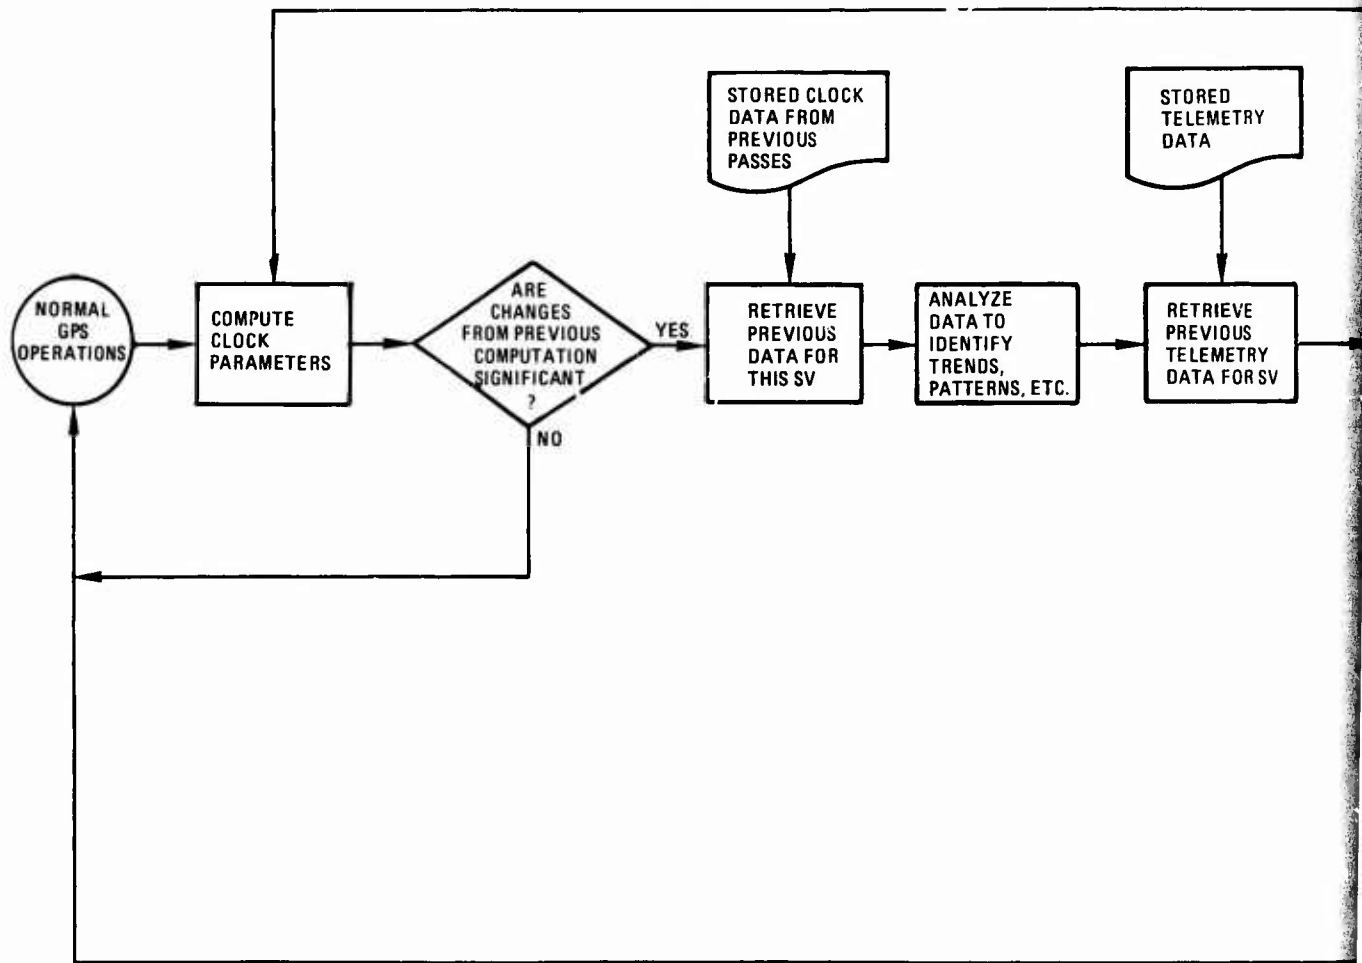 STORED CLOCK
DATA FROM
PREVIOUS
PASSES
STORED
TELEMETRY
DATA
NORMAL
GPS
OPERATIONS
COMPUTE
CLOCK
PARAMETERS
ARE
CHANGES
FROM PREVIOUS
COMPUTATION
SIGNIFICANT
?
YES
NO
RETRIEVE
PREVIOUS
DATA FOR
THIS SV
ANALYZE
DATA TO
IDENTIFY
TRENDS,
PATTERNS, ETC.
RETRIEVE
PREVIOUS
TELEMETRY
DATA FOR SV